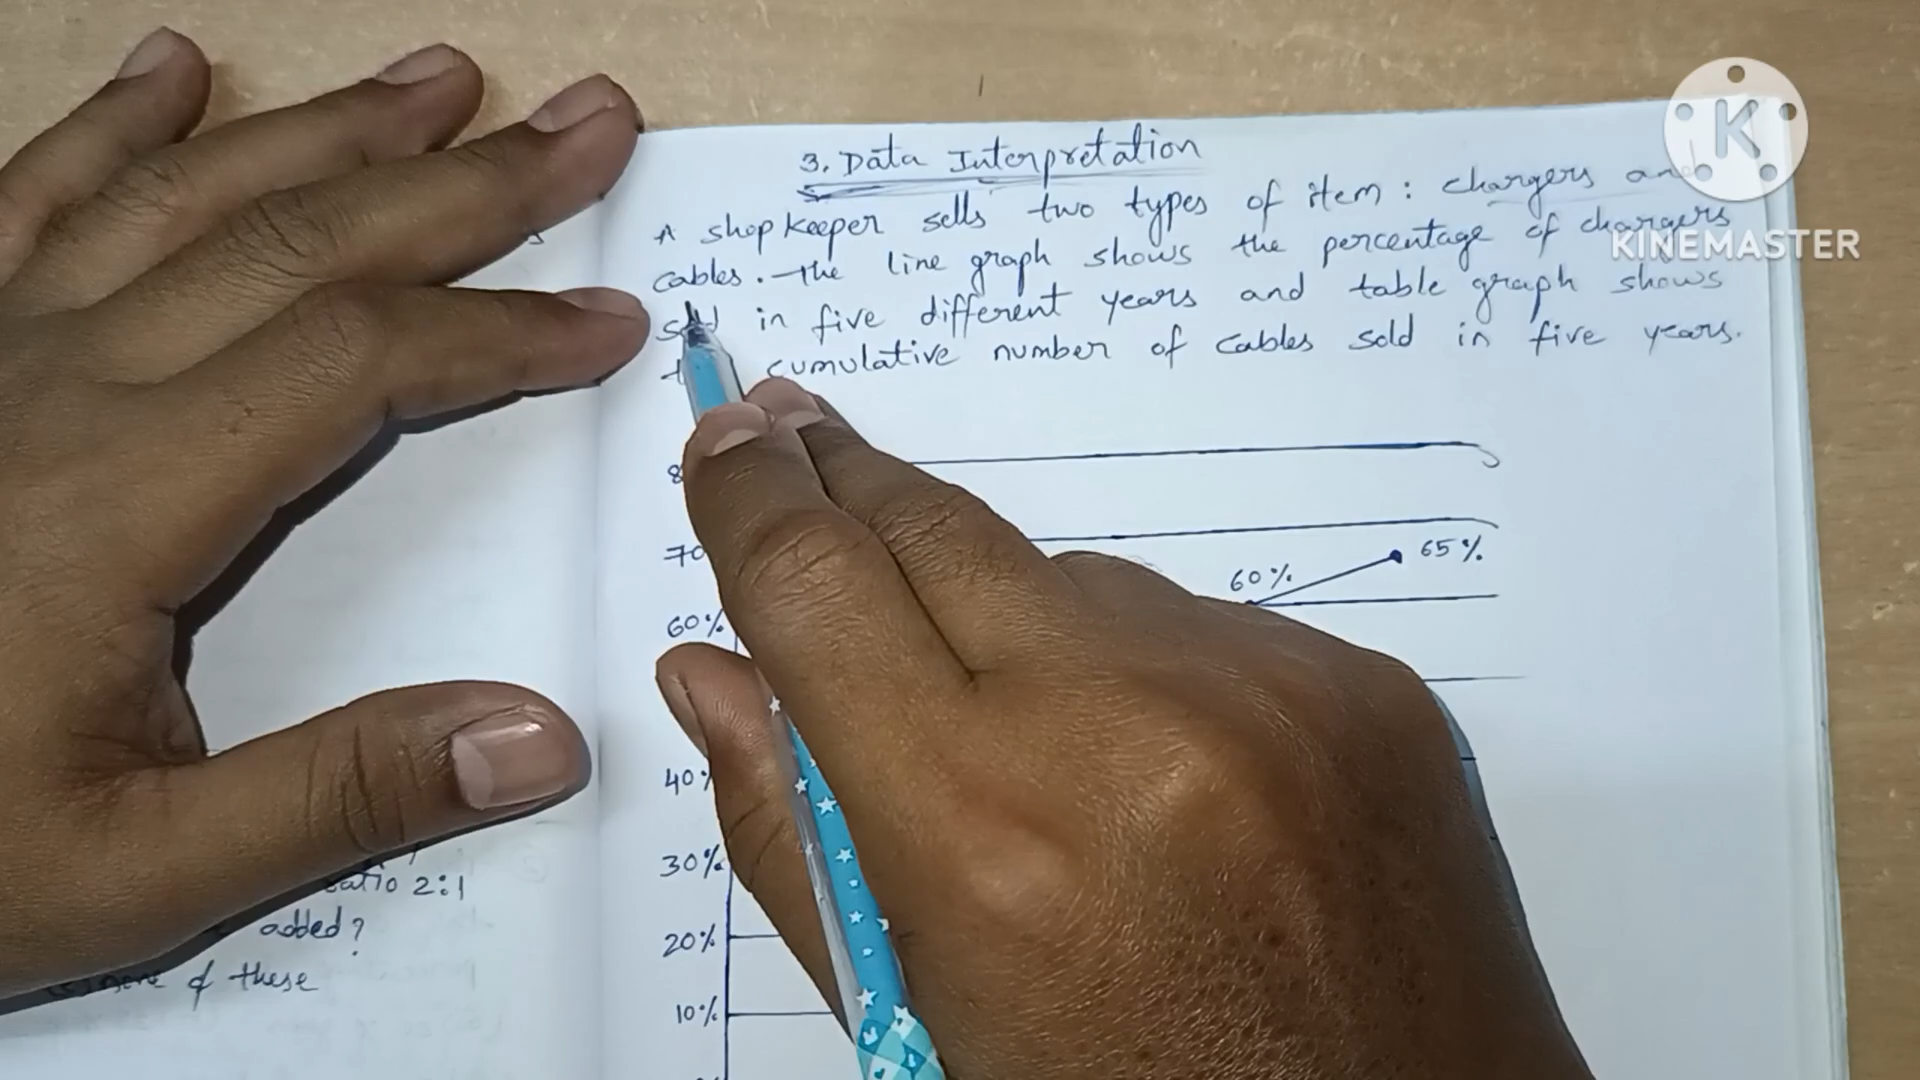 3. Data Interpretation
A shopkeeper sells two types of item : chargers and
cables. The line graph shows the percentage of chargers
sold in five different years and table graph shows
cumulative number of cables sold in five years.
70
65%
60%
60%
40%
30%
20%
10%
ratio 2:1
added?
of these
K
KINEMASTER